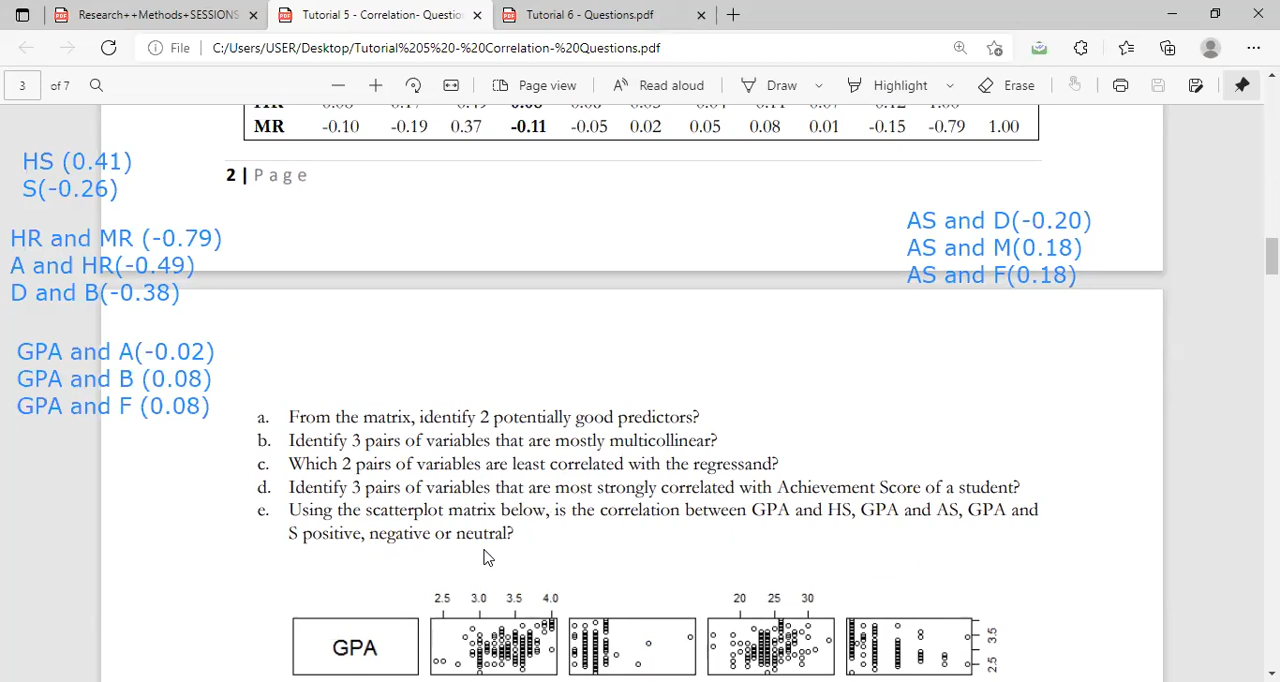 Research++Methods+SESSIONS
Tutorial 5 - Correlation- Questio
Tutorial 6 - Questions.pdf
File
C:/Users/USER/Desktop/Tutorial%205%20-%20Correlation-%20Questions.pdf
3 of 7
Page view
Read aloud
Draw
Highlight
Erase
MR -0.10 -0.19 0.37 -0.11 -0.05 0.02 0.05 0.08 0.01 -0.15 -0.79 1.00
2 | Page
HS (0.41)
S(-0.26)
HR and MR (-0.79)
A and HR(-0.49)
D and B(-0.38)
GPA and A(-0.02)
GPA and B (0.08)
GPA and F (0.08)
AS and D(-0.20)
AS and M(0.18)
AS and F(0.18)
a. From the matrix, identify 2 potentially good predictors?
b. Identify 3 pairs of variables that are mostly multicollinear?
c. Which 2 pairs of variables are least correlated with the regressand?
d. Identify 3 pairs of variables that are most strongly correlated with Achievement Score of a student?
e. Using the scatterplot matrix below, is the correlation between GPA and HS, GPA and AS, GPA and
S positive, negative or neutral?
2.5 3.0 3.5 4.0
20 25 30
GPA
3.5
2.5